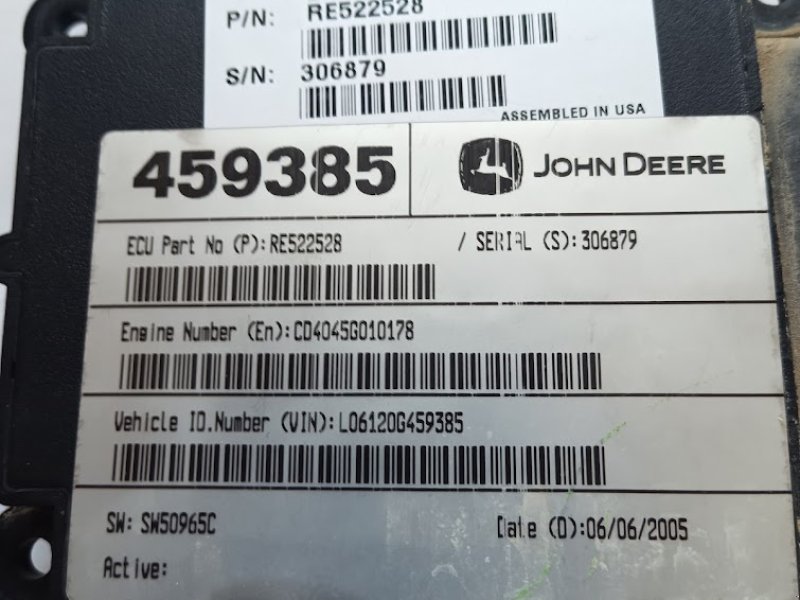 P/N: RE522528
S/N: 306879
ASSEMBLED IN USA
459385 JOHN DEERE
ECU Part No (P):RE522528 / SERIAL (S):306879
Engine Number (En):CD4045G010178
Vehicle ID.Number (VIN):L06120G459385
SW: SW50965C Date (D):06/06/2005
Active: